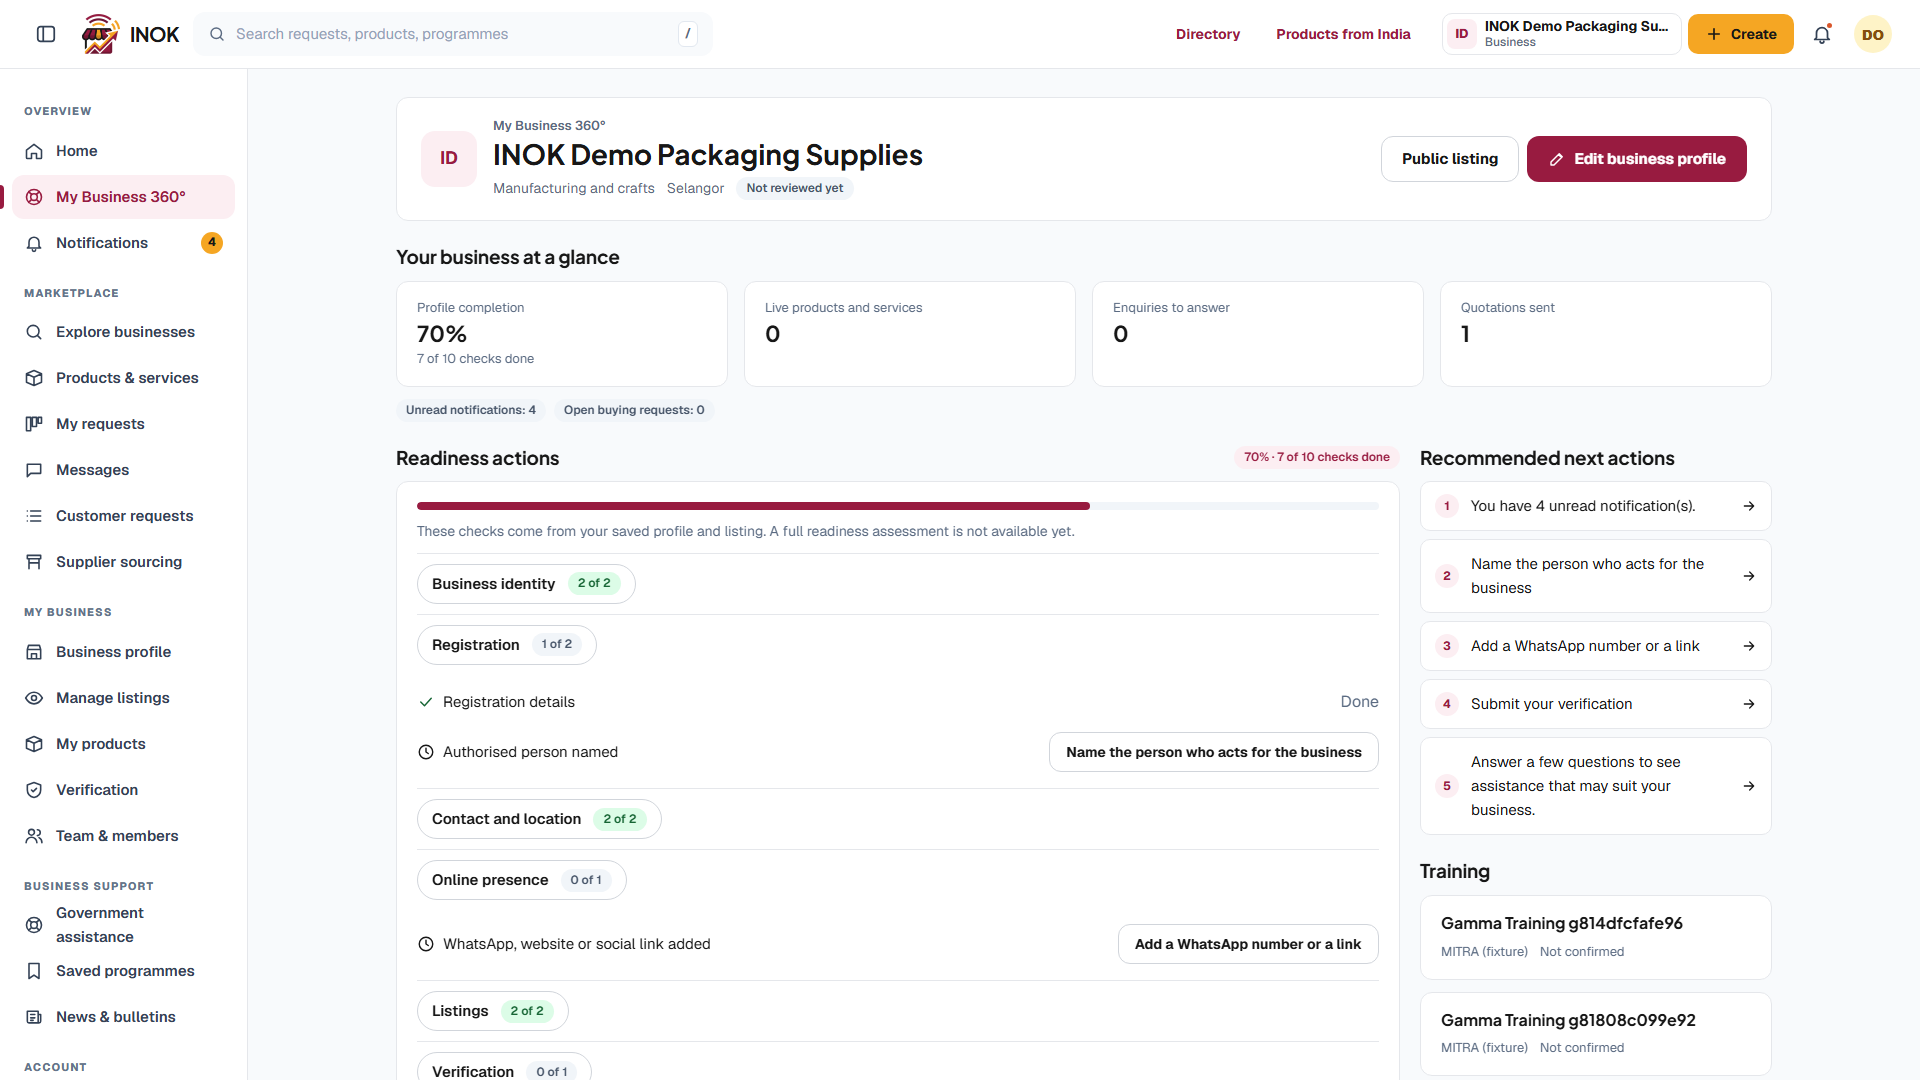 INOK
Search requests, products, programmes
/
Directory
Products from India
ID
INOK Demo Packaging Su...
Business
Create
DO
OVERVIEW
Home
My Business 360°
Notifications
4
MARKETPLACE
Explore businesses
Products & services
My requests
Messages
Customer requests
Supplier sourcing
MY BUSINESS
Business profile
Manage listings
My products
Verification
Team & members
BUSINESS SUPPORT
Government
assistance
Saved programmes
News & bulletins
ACCOUNT
ID
My Business 360°
INOK Demo Packaging Supplies
Manufacturing and crafts Selangor Not reviewed yet
Public listing
Edit business profile
Your business at a glance
Profile completion
70%
7 of 10 checks done
Live products and services
0
Enquiries to answer
0
Quotations sent
1
Unread notifications: 4
Open buying requests: 0
Readiness actions
70% · 7 of 10 checks done
These checks come from your saved profile and listing. A full readiness assessment is not available yet.
Business identity 2 of 2
Registration 1 of 2
Registration details Done
Authorised person named Name the person who acts for the business
Contact and location 2 of 2
Online presence 0 of 1
WhatsApp, website or social link added Add a WhatsApp number or a link
Listings 2 of 2
Verification 0 of 1
Recommended next actions
1 You have 4 unread notification(s).
2 Name the person who acts for the
business
3 Add a WhatsApp number or a link
4 Submit your verification
5 Answer a few questions to see
assistance that may suit your
business.
Training
Gamma Training g814dfcfafe96
MITRA (fixture) Not confirmed
Gamma Training g81808c099e92
MITRA (fixture) Not confirmed